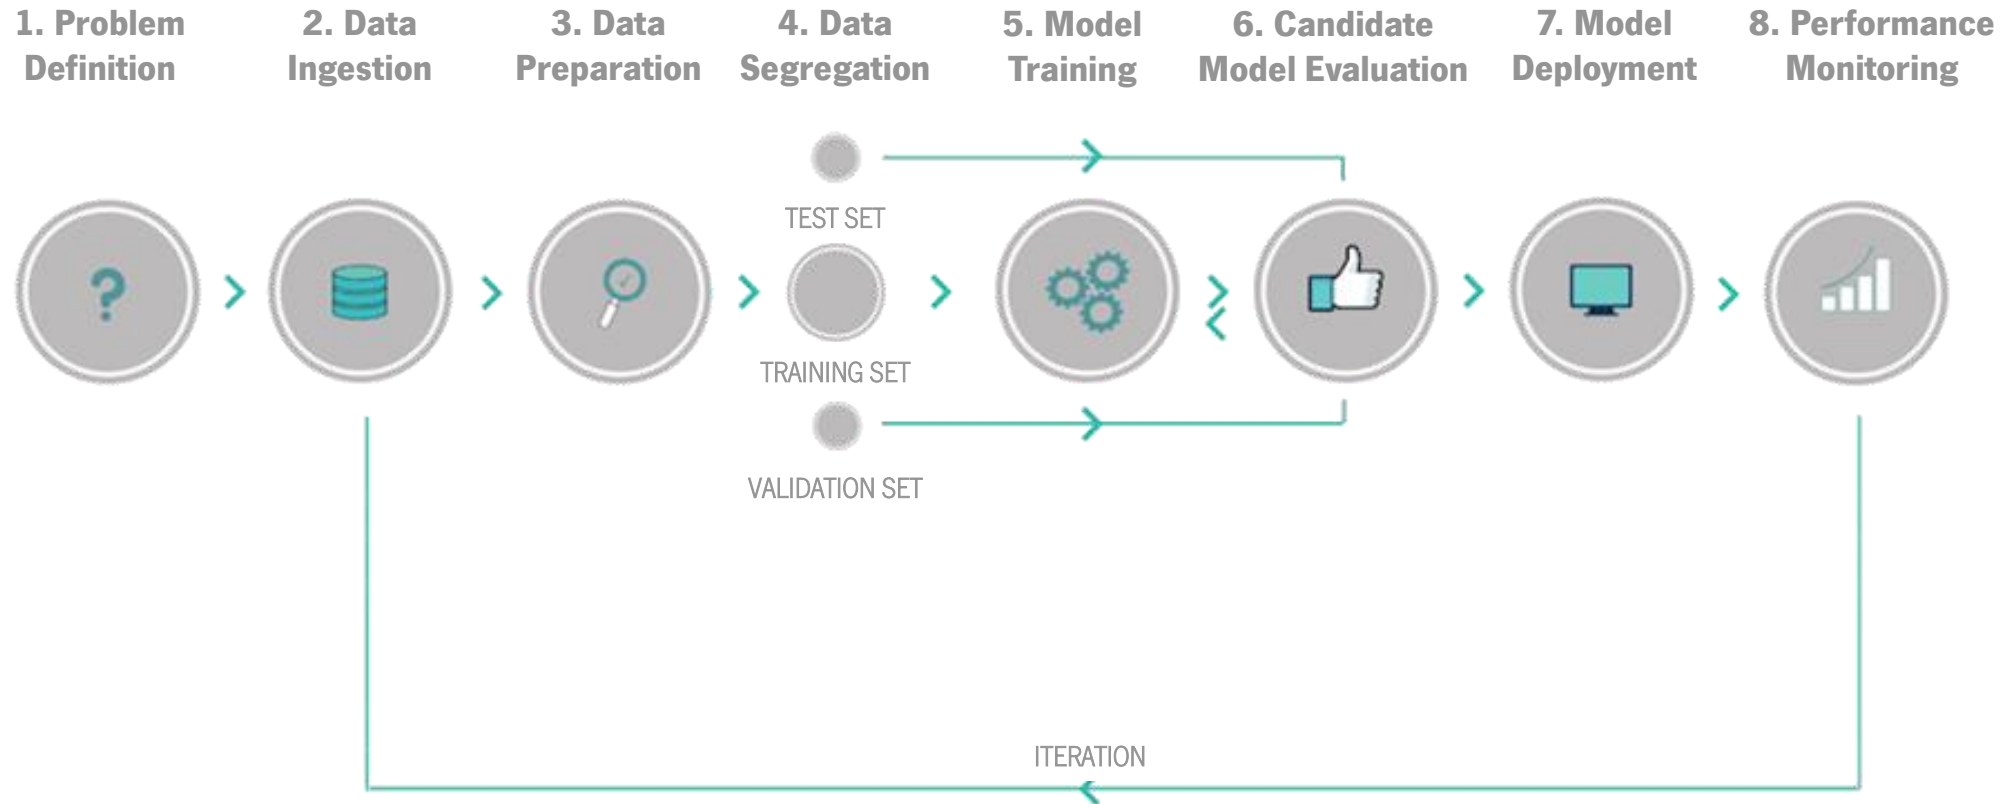 1. Problem
Definition
2. Data
Ingestion
3. Data
Preparation
4. Data
Segregation
5. Model
Training
6. Candidate
Model Evaluation
7. Model
Deployment
8. Performance
Monitoring
TEST SET
TRAINING SET
VALIDATION SET
ITERATION